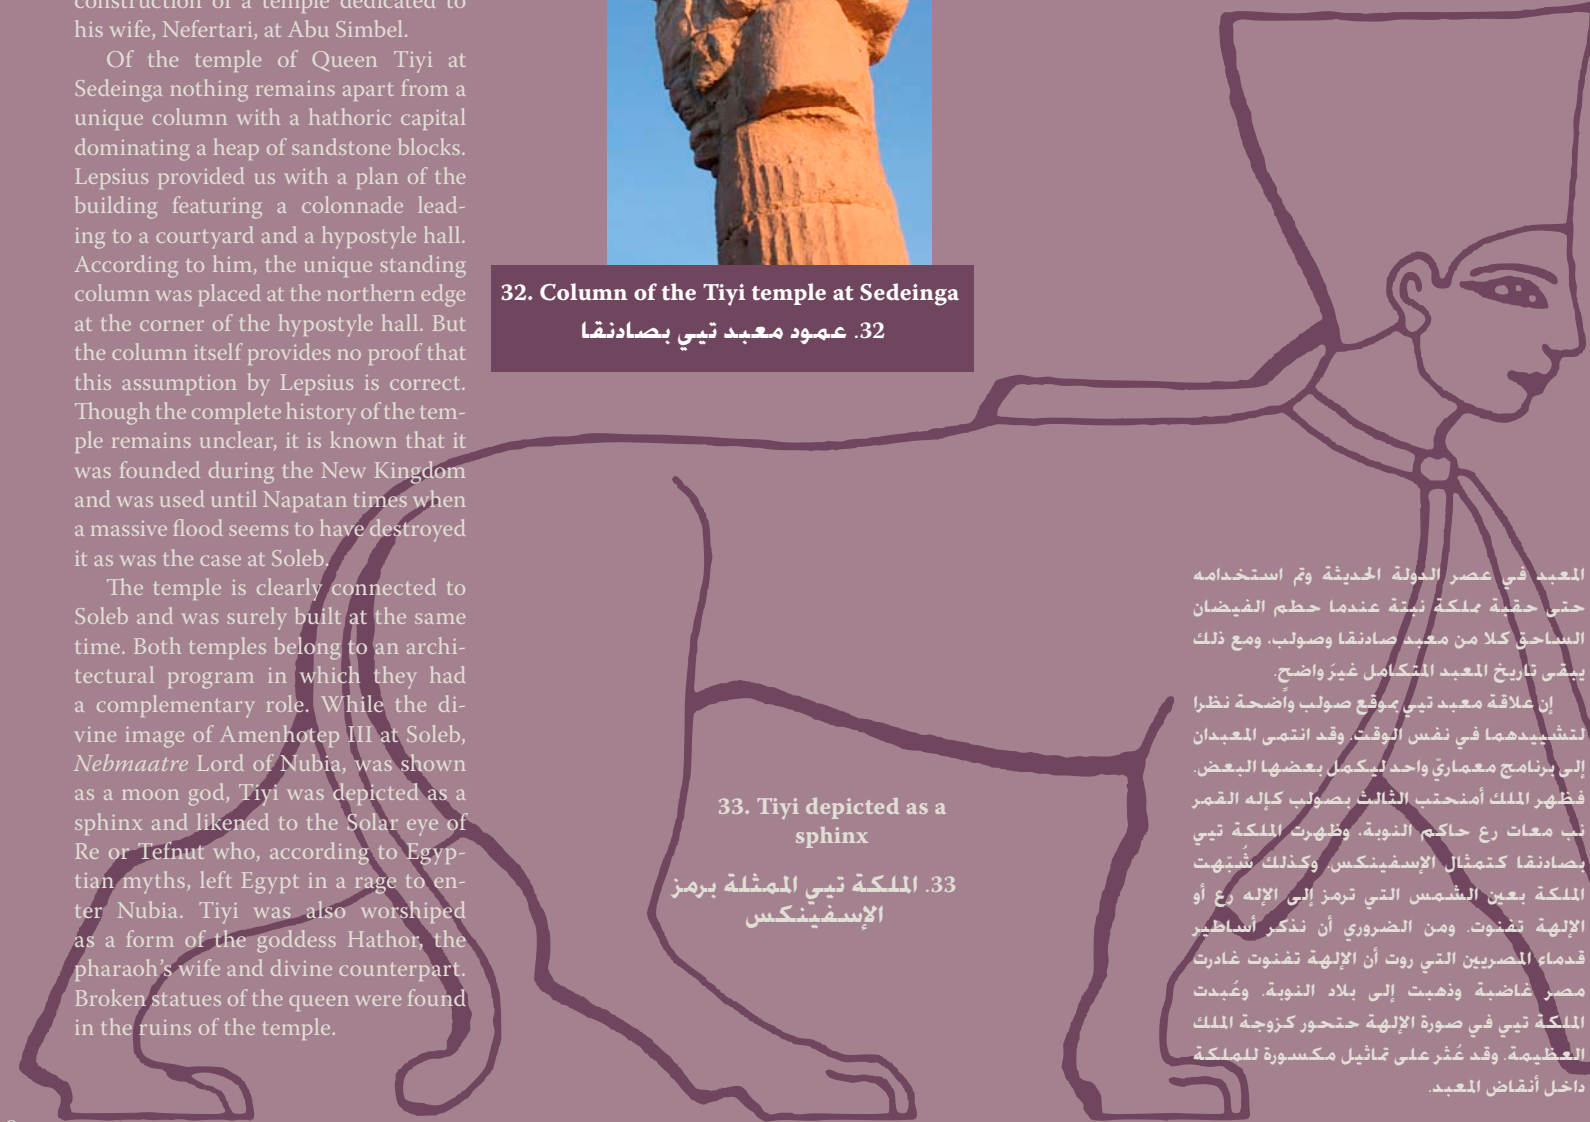 construction of a temple dedicated to
his wife, Nefertari, at Abu Simbel.
Of the temple of Queen Tiyi at
Sedeinga nothing remains apart from a
unique column with a hathoric capital
dominating a heap of sandstone blocks.
Lepsius provided us with a plan of the
building featuring a colonnade lead-
ing to a courtyard and a hypostyle hall.
According to him, the unique standing
column was placed at the northern edge
at the corner of the hypostyle hall. But
the column itself provides no proof that
this assumption by Lepsius is correct.
Though the complete history of the tem-
ple remains unclear, it is known that it
was founded during the New Kingdom
and was used until Napatan times when
a massive flood seems to have destroyed
it as was the case at Soleb.
The temple is clearly connected to
Soleb and was surely built at the same
time. Both temples belong to an archi-
tectural program in which they had
a complementary role. While the di-
vine image of Amenhotep III at Soleb,
Nebmaatre Lord of Nubia, was shown
as a moon god, Tiyi was depicted as a
sphinx and likened to the Solar eye of
Re or Tefnut who, according to Egyp-
tian myths, left Egypt in a rage to en-
ter Nubia. Tiyi was also worshiped
as a form of the goddess Hathor, the
pharaoh's wife and divine counterpart.
Broken statues of the queen were found
in the ruins of the temple.
32. Column of the Tiyi temple at Sedeinga
32. عمود معبد تيي بصادنقا
33. Tiyi depicted as a
sphinx
33. الملكة تيي الممثلة برمز
الإسفينكس
المعبد في عصر الدولة الحديثة وتم استخدامه
حتى حقبة مملكة نبتة عندما حطم الفيضان
الساحق كلا من معبد صادنقا وصولب، ومع ذلك
يبقى تاريخ المعبد المتكامل غيرَ واضحٍ.
إن علاقة معبد تيي بموقع صولب واضحة نظرا
لتشييدهما في نفس الوقت. وقد انتمى المعبدان
إلى برنامج معماريّ واحد ليكمل بعضها البعض.
فظهر الملك أمنحتب الثالث بصولب كإله القمر
نب معات رع حاكم النوبة، وظهرت الملكة تيي
بصادنقا كتمثال الإسفينكس. وكذلك شُبّهت
الملكة بعين الشمس التي ترمز إلى الإله رع أو
الإلهة تفنوت. ومن الضروري أن نذكر أساطير
قدماء المصريين التي روت أن الإلهة تفنوت غادرت
مصر غاضبة وذهبت إلى بلاد النوبة. وعُبدت
الملكة تيي في صورة الإلهة حتحور كزوجة الملك
العظيمة. وقد عُثر على تماثيل مكسورة للملكة
داخل أنقاض المعبد.